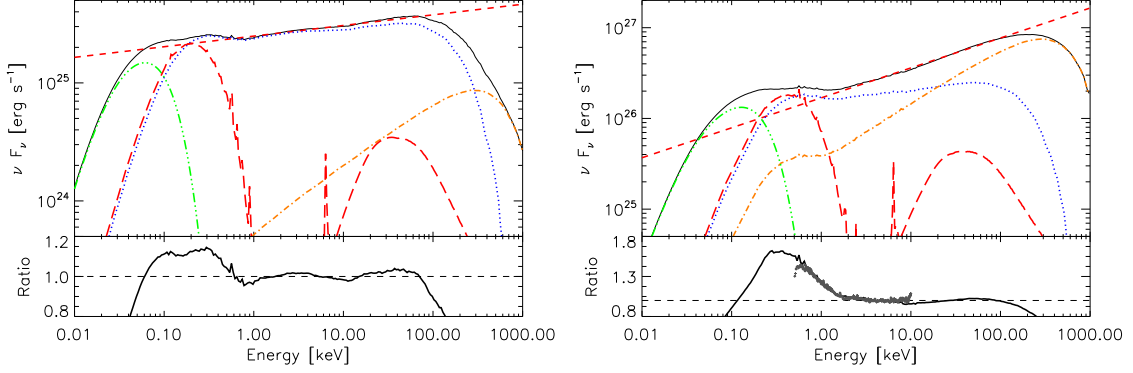 10^25
10^24
ν F_ν [erg s^-1]
1.2
1.0
0.8
Ratio
0.01 0.10 1.00 10.00 100.00 1000.00
Energy [keV]
10^27
10^26
10^25
ν F_ν [erg s^-1]
1.8
1.3
0.8
Ratio
0.01 0.10 1.00 10.00 100.00 1000.00
Energy [keV]